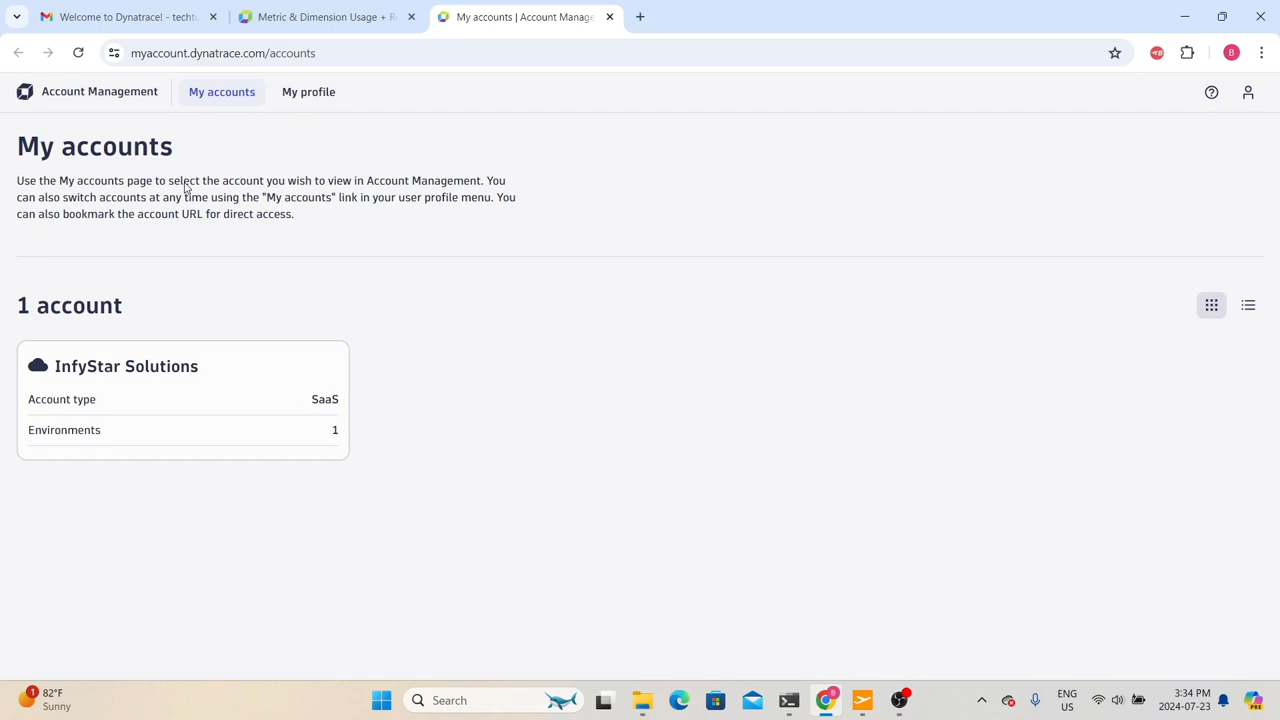 Welcome to Dynatrace! - techtu
Metric & Dimension Usage + R
My accounts | Account Manage
myaccount.dynatrace.com/accounts
B
Account Management
My accounts
My profile
My accounts
Use the My accounts page to select the account you wish to view in Account Management. You
can also switch accounts at any time using the "My accounts" link in your user profile menu. You
can also bookmark the account URL for direct access.
1 account
InfyStar Solutions
Account type SaaS
Environments 1
1
82°F
Sunny
Search
B
ENG
US
3:34 PM
2024-07-23
PRE